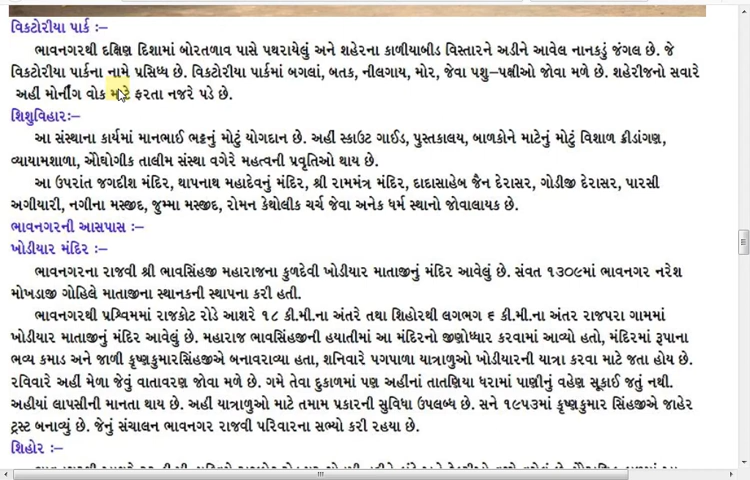 વિકટોરીયા પાર્ક :–
ભાવનગરથી દક્ષિણ દિશામાં બોરતળાવ પાસે પથરાયેલું અને શહેરના કાળીયાબીડ વિસ્તારને અડીને આવેલ નાનકડું જંગલ છે. જે
વિકટોરીયા પાર્કના નામે પ્રસિધ્ધ છે. વિકટોરીયા પાર્કમાં બગલાં, બતક, નીલગાય, મોર, જેવા પશુ–પક્ષીઓ જોવા મળે છે. શહેરીજનો સવારે
અહીં મોર્નીંગ વોક માટે ફરતા નજરે પડે છે.
શિશુવિહાર :–
આ સંસ્થાના કાર્યમાં માનભાઈ ભટ્ટનું મોટું યોગદાન છે. અહીં સ્કાઉટ ગાઈડ, પુસ્તકાલય, બાળકોને માટેનું મોટું વિશાળ ક્રીડાંગણ,
વ્યાયામશાળા, ઔધોગીક તાલીમ સંસ્થા વગેરે મહત્વની પ્રવૃતિઓ થાય છે.
આ ઉપરાંત જગદીશ મંદિર, થાપનાથ મહાદેવનું મંદિર, શ્રી રામમંત્ર મંદિર, દાદાસાહેબ જૈન દેરાસર, ગોડીજી દેરાસર, પારસી
અગીયારી, નગીના મસ્જીદ, જુમ્મા મસ્જીદ, રોમન કેથોલીક ચર્ચ જેવા અનેક ધર્મ સ્થાનો જોવાલાયક છે.
ભાવનગરની આસપાસ :–
ખોડીયાર મંદિર :–
ભાવનગરના રાજવી શ્રી ભાવસિંહજી મહારાજના કુળદેવી ખોડીયાર માતાજીનું મંદિર આવેલું છે. સંવત ૧૩૦૯માં ભાવનગર નરેશ
મોખડાજી ગોહિલે માતાજીના સ્થાનકની સ્થાપના કરી હતી.
ભાવનગરથી પ્રશ્વિમમાં રાજકોટ રોડે આશરે ૧૮ કી.મી.ના અંતરે તથા શિહોરથી લગભગ ૬ કી.મી.ના અંતર રાજપરા ગામમાં
ખોડીયાર માતાજીનું મંદિર આવેલું છે. મહારાજ ભાવસિંહજીની હયાતીમાં આ મંદિરનો જીણોધ્ધાર કરવામાં આવ્યો હતો, મંદિરમાં રૂપાના
ભવ્ય કમાડ અને જાળી કૃષ્ણકુમારસિંહજીએ બનાવરાવ્યા હતા, શનિવારે પગપાળા યાત્રાળુઓ ખોડીયારની યાત્રા કરવા માટે જતા હોય છે.
રવિવારે અહીં મેળા જેવું વાતાવરણ જોવા મળે છે. ગમે તેવા દુકાળમાં પણ અહીંનાં તાતણિયા ધરામાં પાણીનું વહેણ સૂકાઈ જતું નથી.
અહીંયાં લાપસીની માનતા થાય છે. અહીં યાત્રાળુઓ માટે તમામ પ્રકારની સુવિધા ઉપલબ્ધ છે. સને ૧૯૫૩માં કૃષ્ણકુમાર સિંહજીએ જાહેર
ટ્રસ્ટ બનાવ્યું છે. જેનું સંચાલન ભાવનગર રાજવી પરિવારના સભ્યો કરી રહયા છે.
શિહોર :–